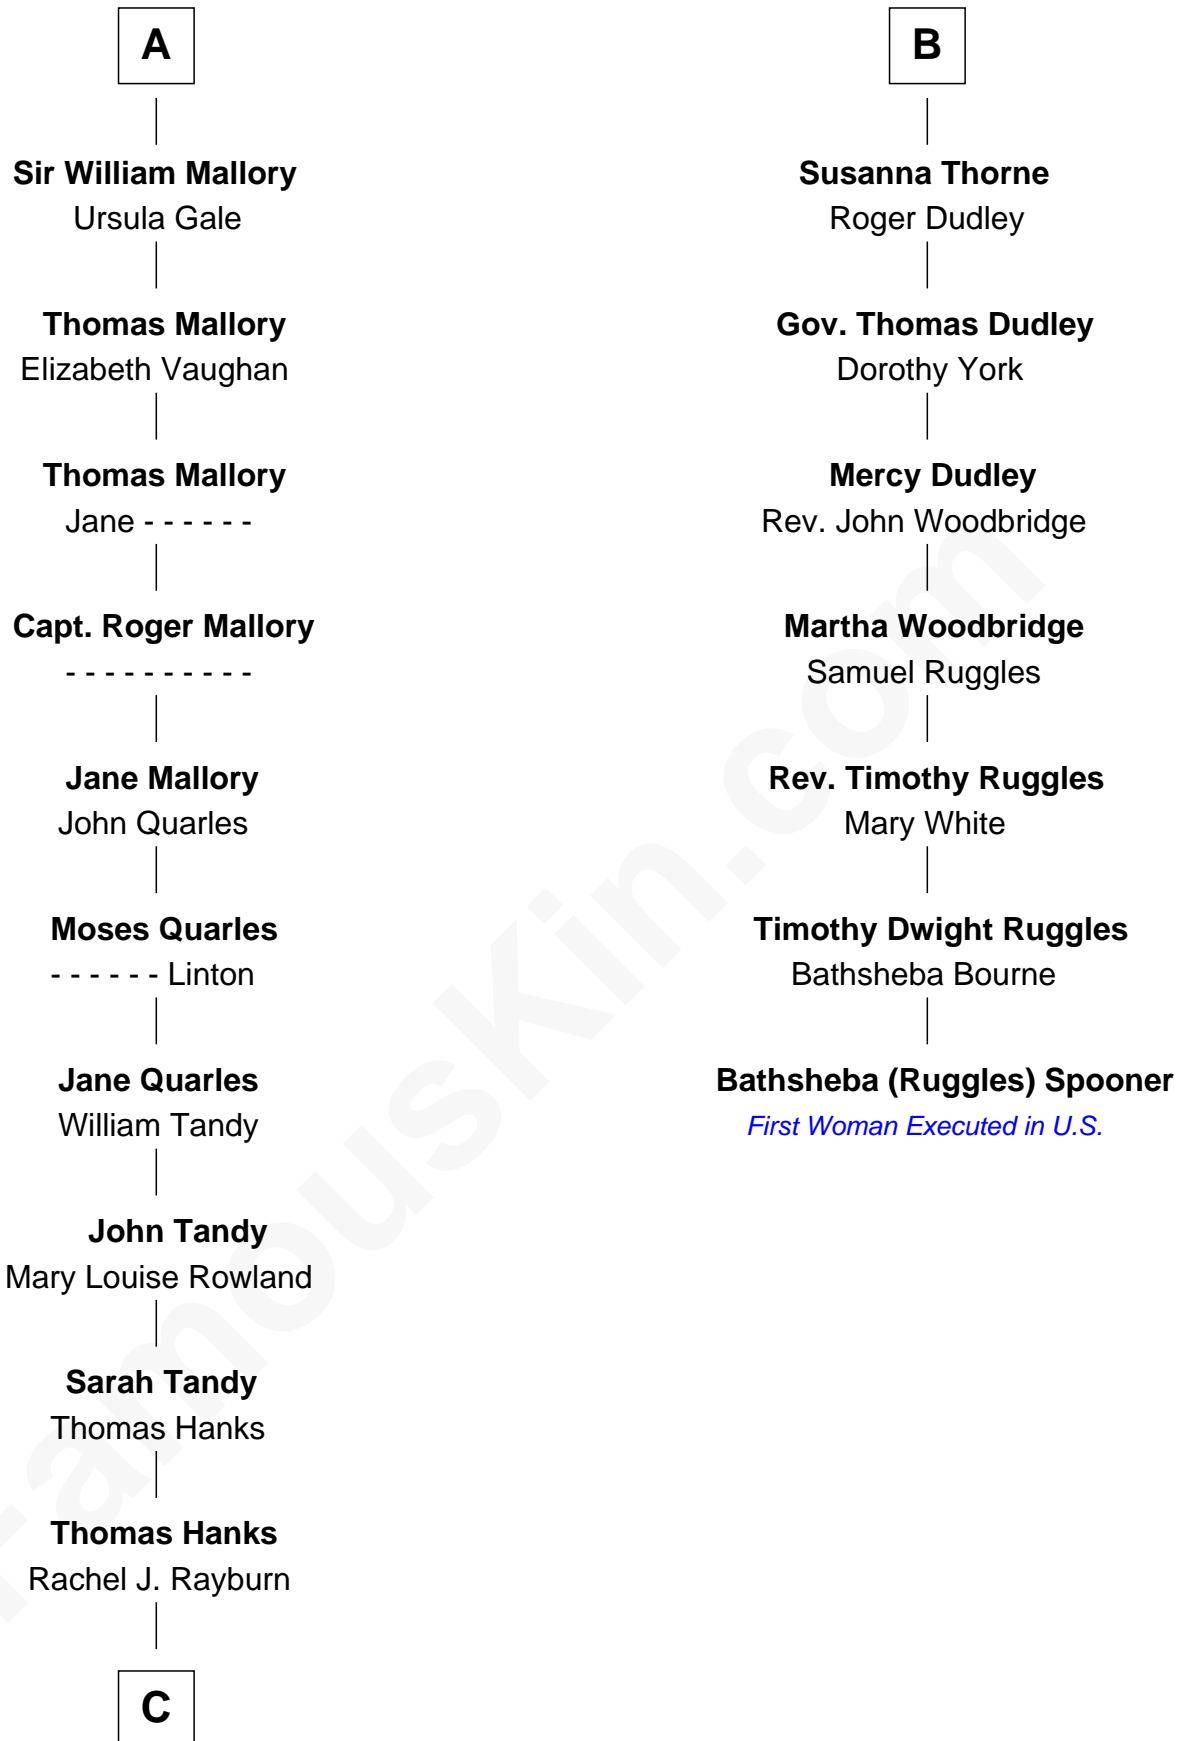 A
Sir William Mallory
Ursula Gale
Thomas Mallory
Elizabeth Vaughan
Thomas Mallory
Jane - - - - - -
Capt. Roger Mallory
- - - - - - - - - -
Jane Mallory
John Quarles
Moses Quarles
- - - - - - Linton
Jane Quarles
William Tandy
John Tandy
Mary Louise Rowland
Sarah Tandy
Thomas Hanks
Thomas Hanks
Rachel J. Rayburn
C
B
Susanna Thorne
Roger Dudley
Gov. Thomas Dudley
Dorothy York
Mercy Dudley
Rev. John Woodbridge
Martha Woodbridge
Samuel Ruggles
Rev. Timothy Ruggles
Mary White
Timothy Dwight Ruggles
Bathsheba Bourne
Bathsheba (Ruggles) Spooner
First Woman Executed in U.S.
FamousKin.com